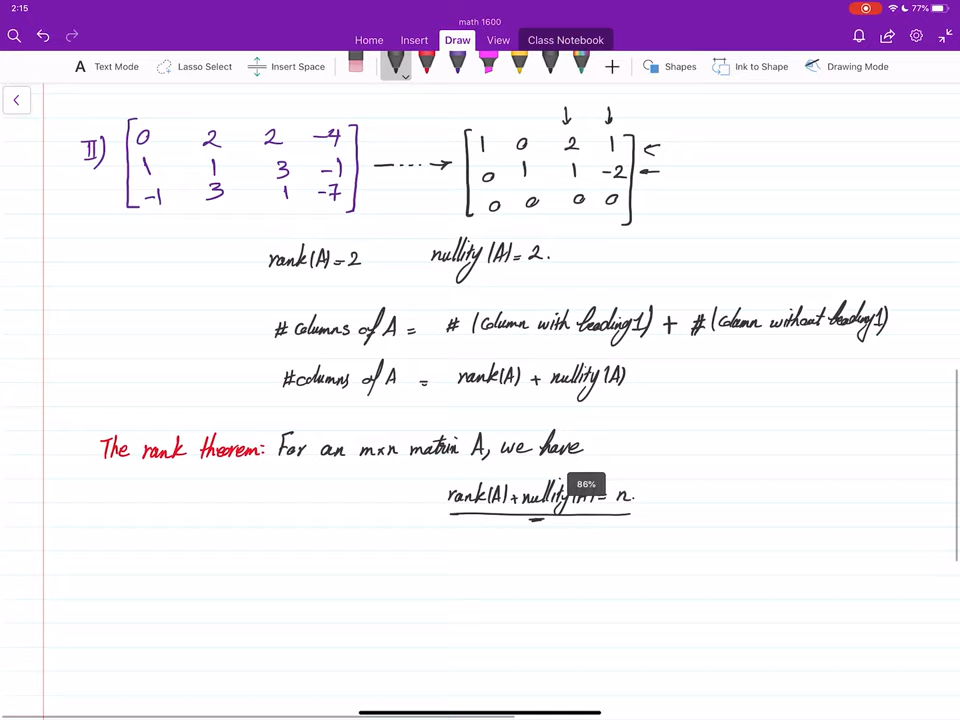 2:15
77%
math 1600
Home Insert Draw View Class Notebook
Text Mode Lasso Select Insert Space Shapes Ink to Shape Drawing Mode
II) [0 2 2 -4] ---→ [1 0 2 1] ←
[1 1 3 -1] [0 1 1 -2] ←
[-1 3 1 -7] [0 0 0 0]
rank(A)=2 nullity(A)=2.
# columns of A = # (column with leading 1) + # (column without leading 1)
# columns of A = rank(A) + nullity(A)
The rank theorem: For an m×n matrix A, we have
86%
rank(A)+nullity(A)= n.